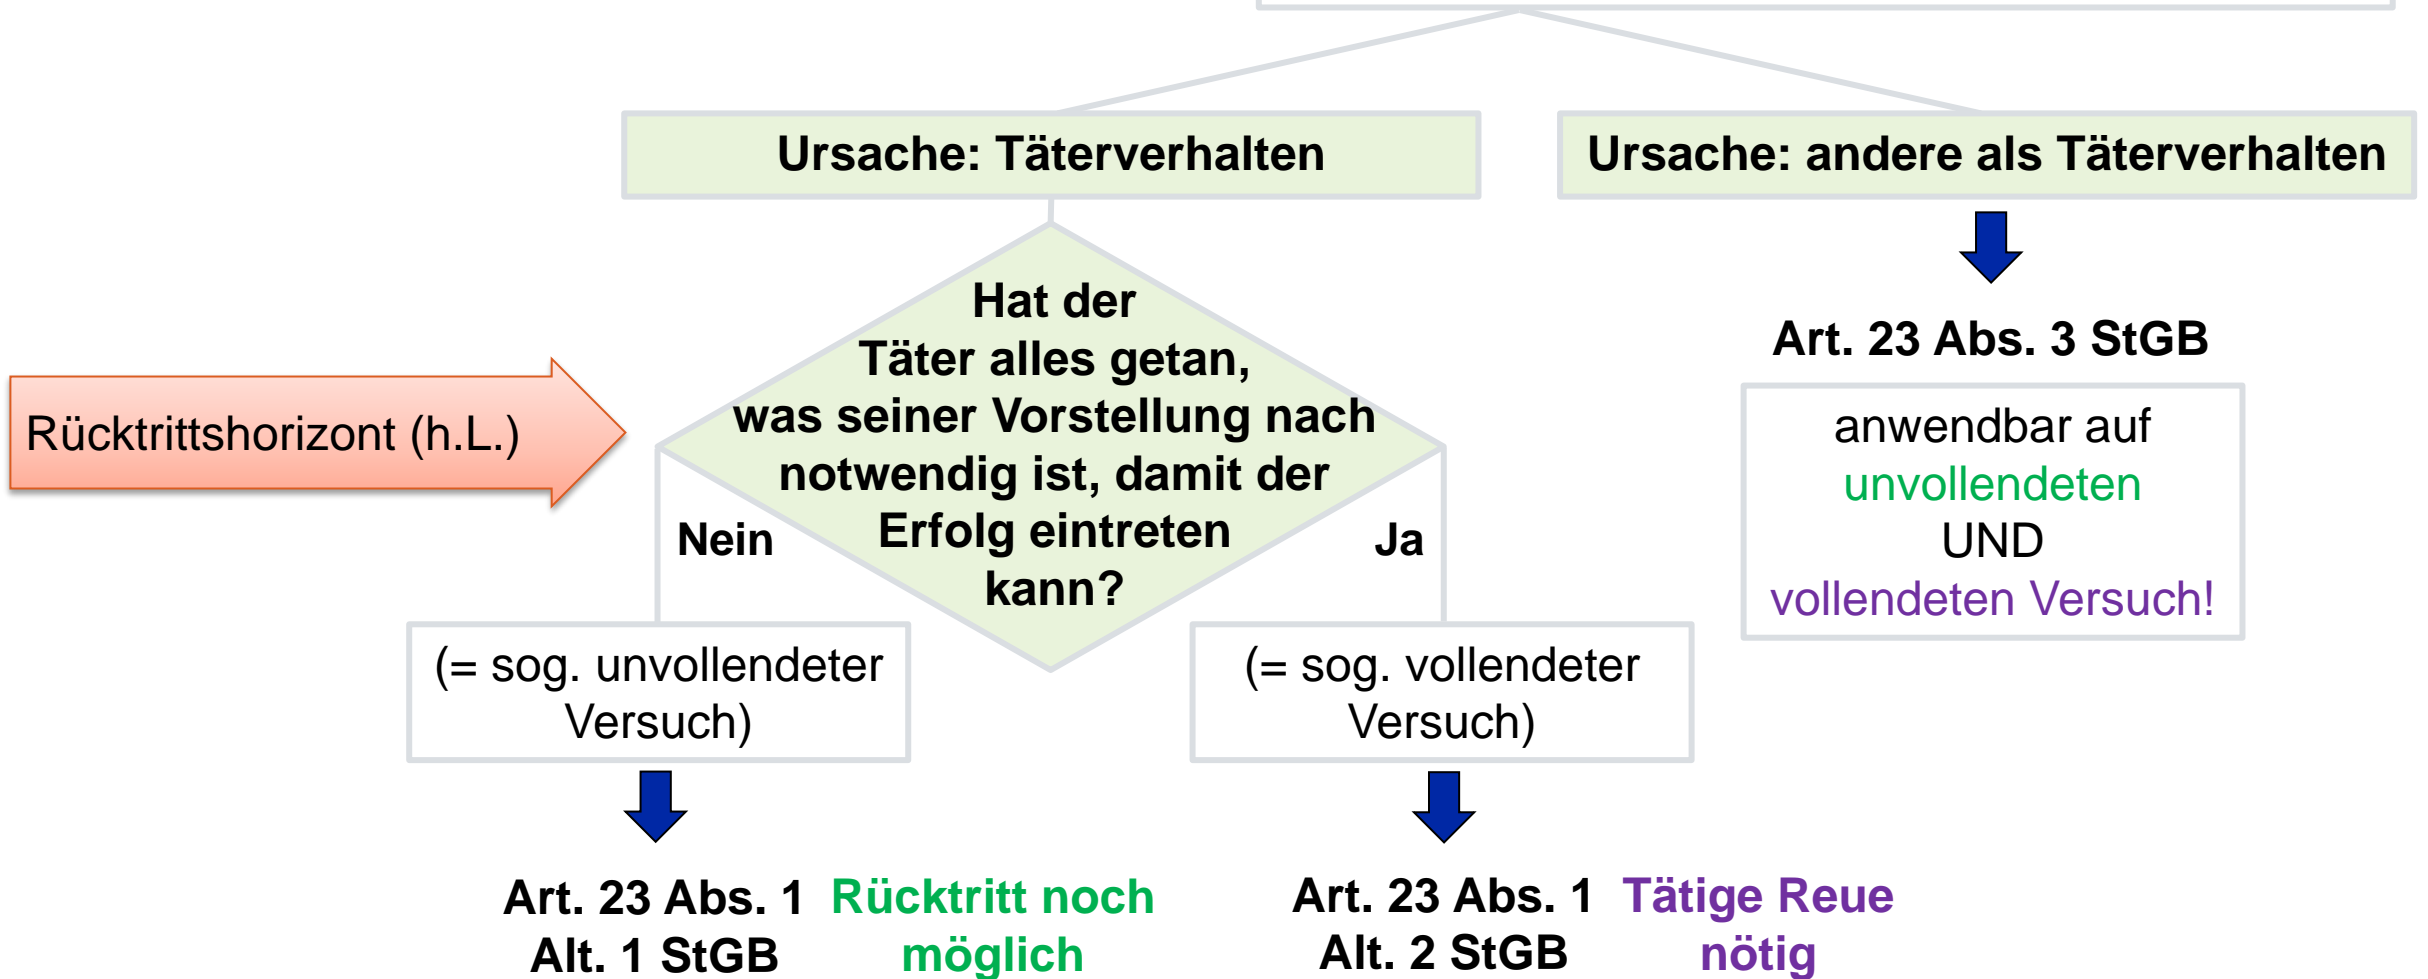 Ursache: Täterverhalten
Ursache: andere als Täterverhalten
Rücktrittshorizont (h.L.)
Hat der
Täter alles getan,
was seiner Vorstellung nach
notwendig ist, damit der
Erfolg eintreten
kann?
Nein
Ja
Art. 23 Abs. 3 StGB
anwendbar auf
unvollendeten
UND
vollendeten Versuch!
(= sog. unvollendeter
Versuch)
(= sog. vollendeter
Versuch)
Art. 23 Abs. 1
Alt. 1 StGB
Rücktritt noch
möglich
Art. 23 Abs. 1
Alt. 2 StGB
Tätige Reue
nötig